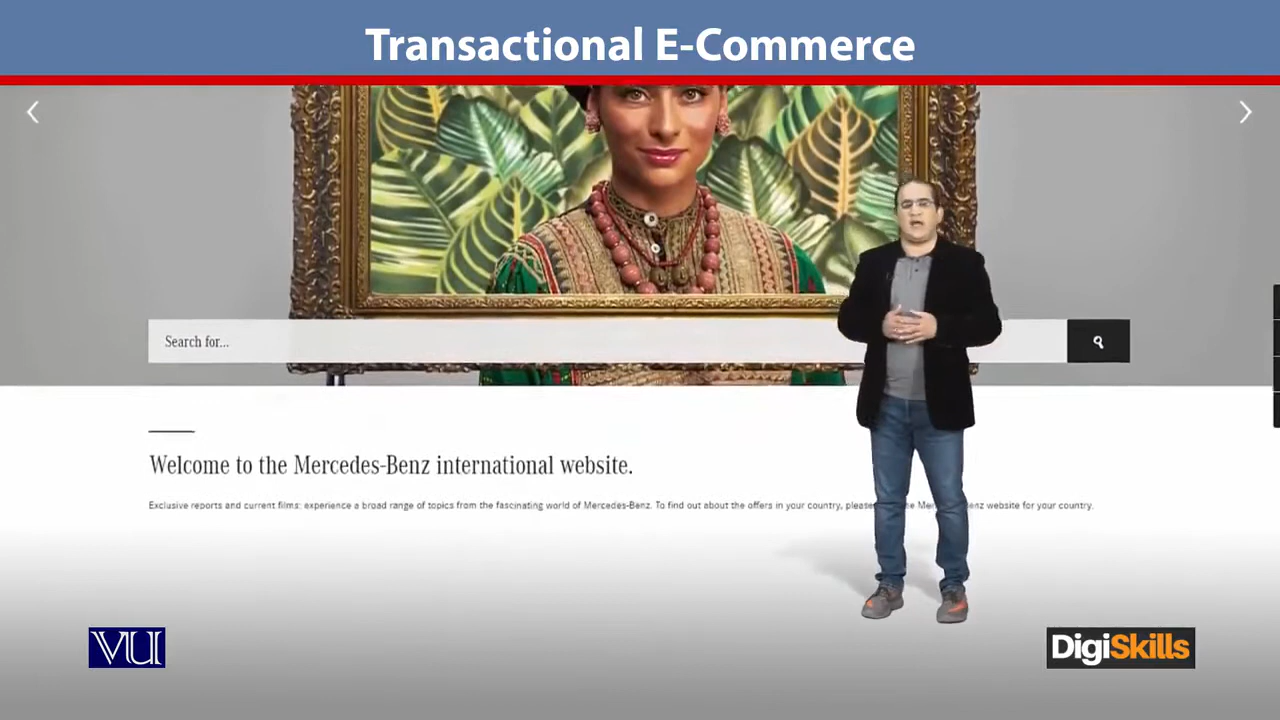 Transactional E-Commerce
Search for...
Welcome to the Mercedes-Benz international website.
Exclusive reports and current films: experience a broad range of topics from the fascinating world of Mercedes-Benz. To find out about the offers in your country, please website for your country.
VU
DigiSkills